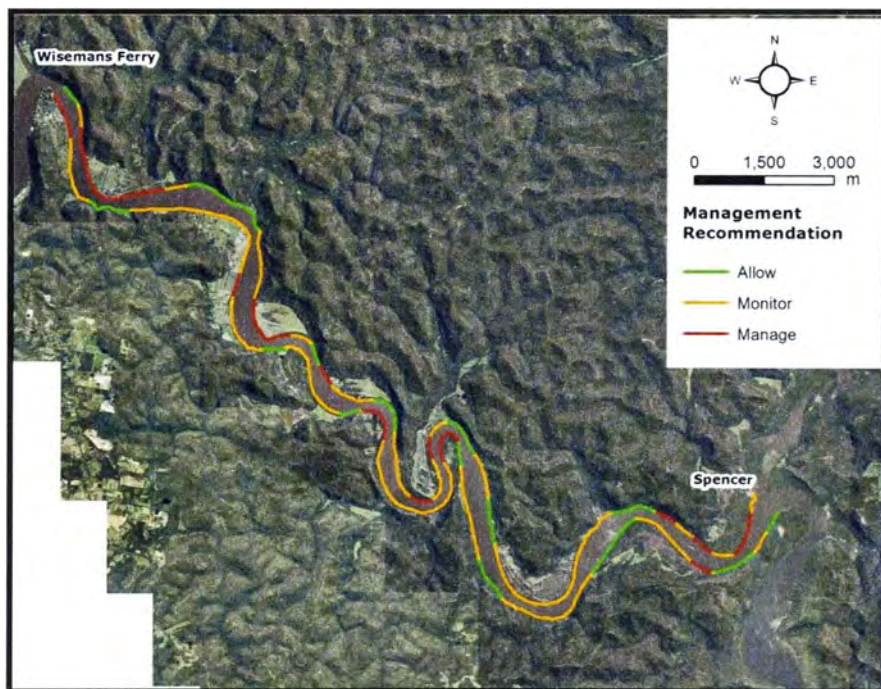 Wisemans Ferry
N
W E
S
0 1,500 3,000
m
Management
Recommendation
Allow
Monitor
Manage
Spencer